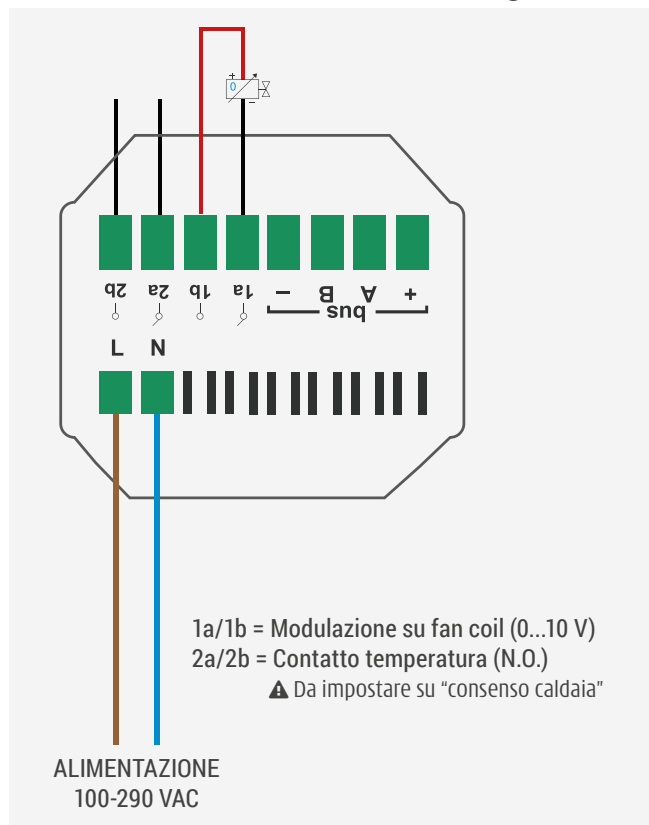 +
0
−
2b 2a 1b 1a − B A +
bus
L N
1a/1b = Modulazione su fan coil (0...10 V)
2a/2b = Contatto temperatura (N.O.)
Da impostare su “consenso caldaia”
ALIMENTAZIONE
100-290 VAC